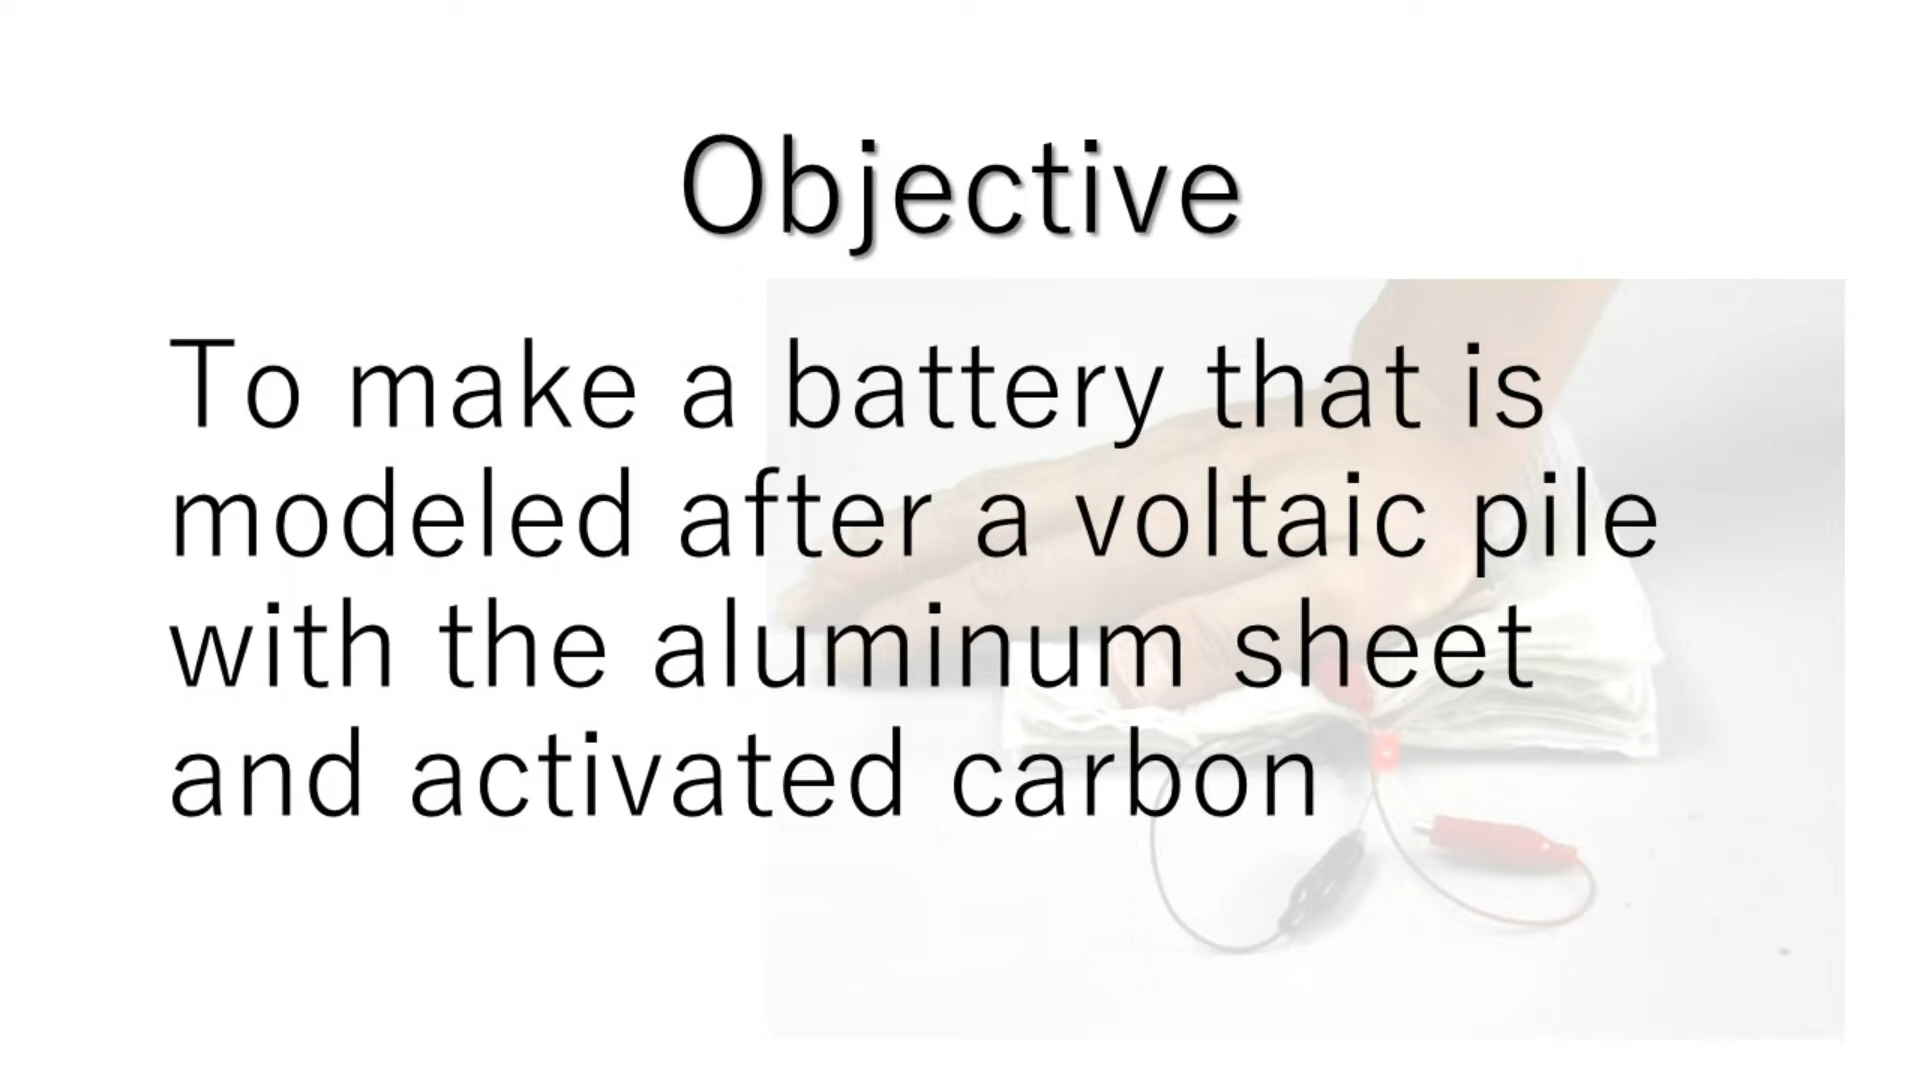 Objective
To make a battery that is
modeled after a voltaic pile
with the aluminum sheet
and activated carbon